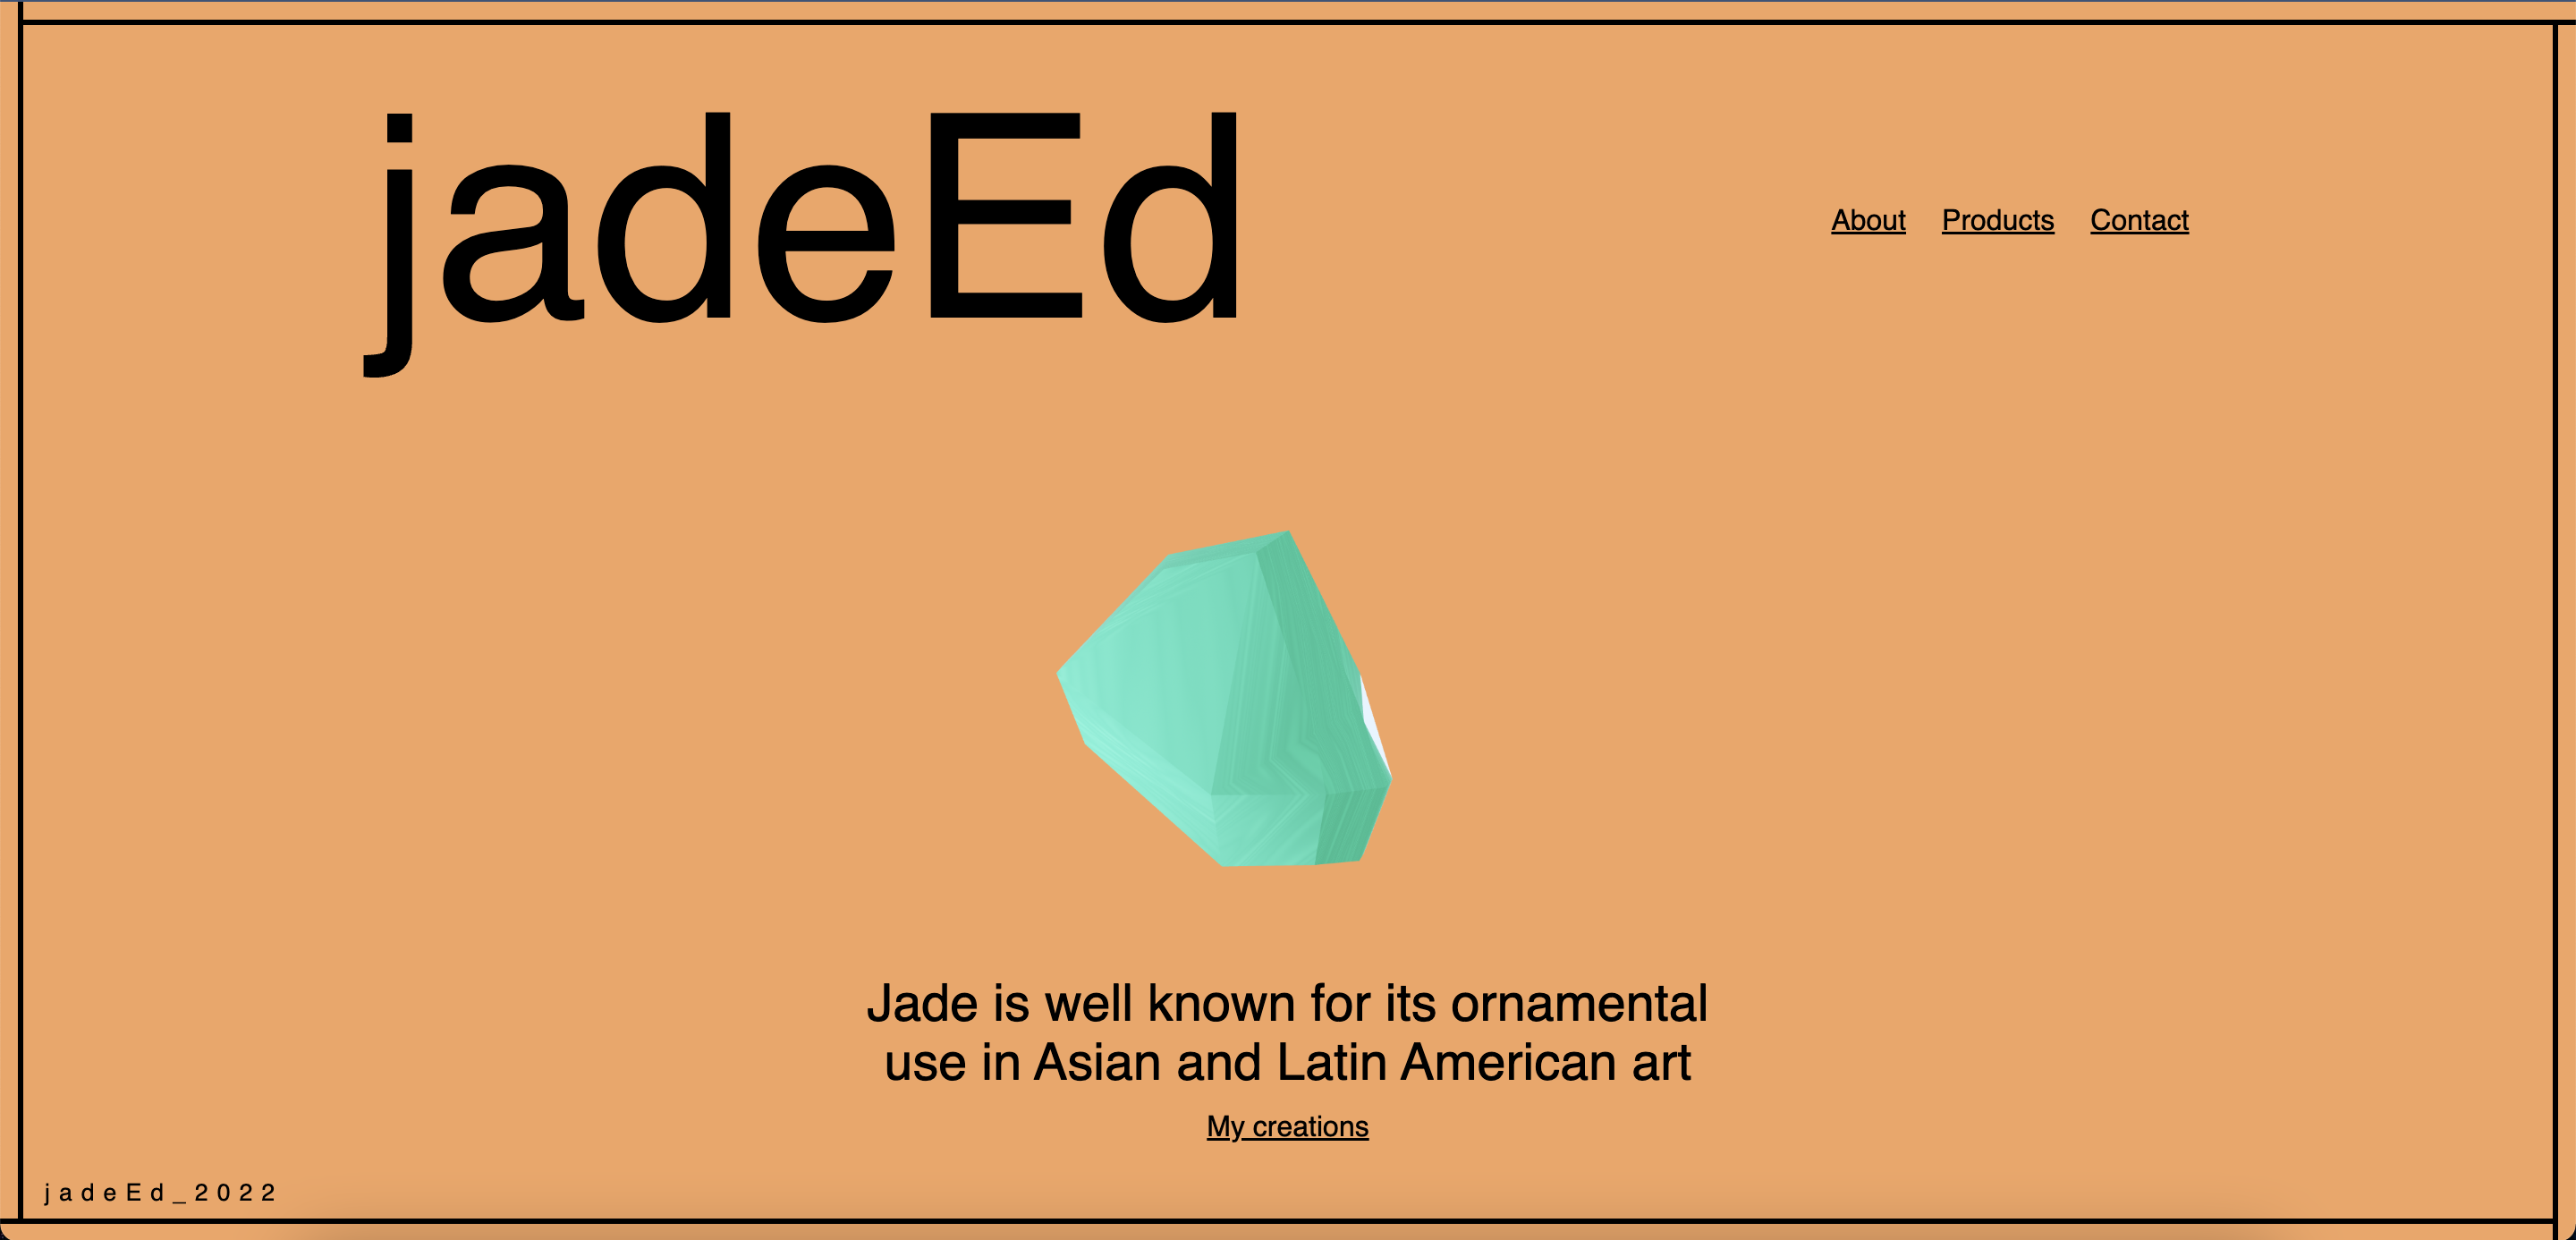 jadeEd
About Products Contact
Jade is well known for its ornamental
use in Asian and Latin American art
My creations
jadeEd_2022